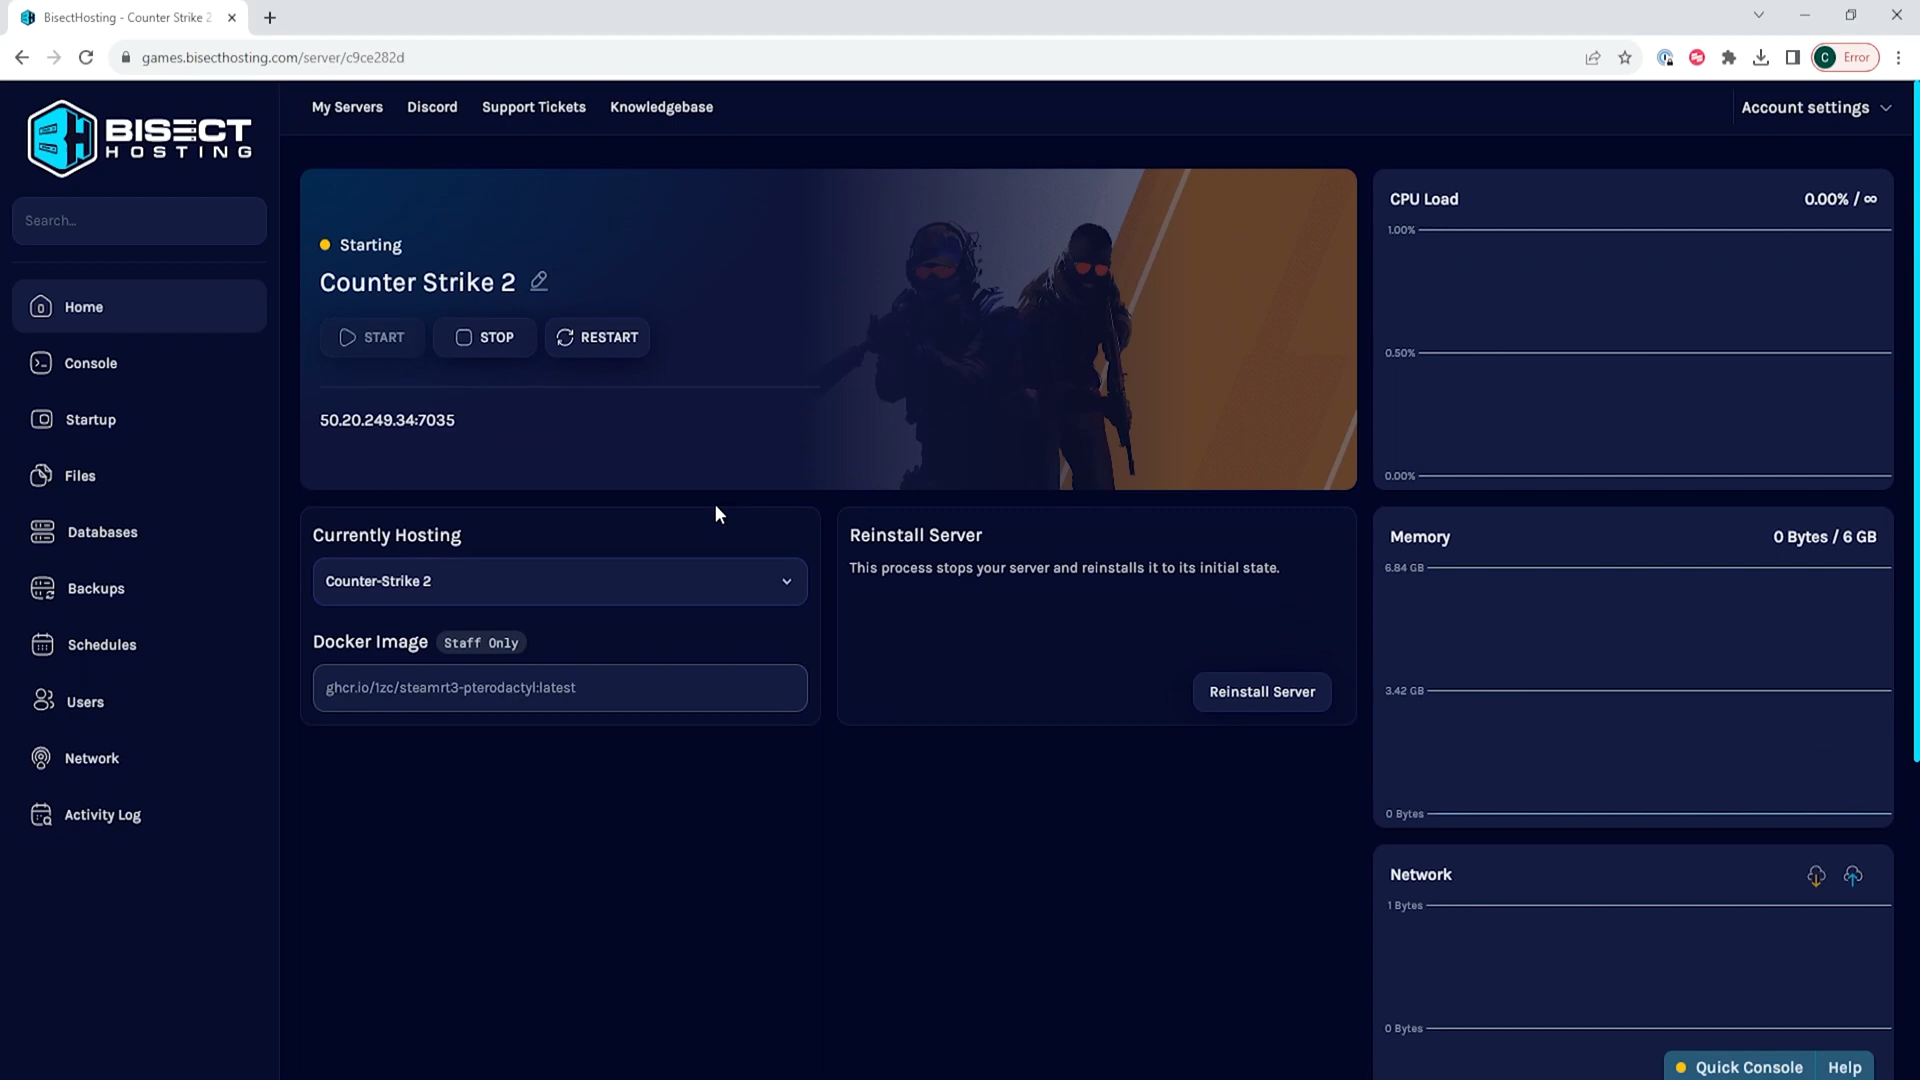 BisectHosting - Counter Strike 2
games.bisecthosting.com/server/c9ce282d
C
Error
BISECT
HOSTING
My Servers
Discord
Support Tickets
Knowledgebase
Account settings
Search...
Home
Console
Startup
Files
Databases
Backups
Schedules
Users
Network
Activity Log
Starting
Counter Strike 2
START
STOP
RESTART
50.20.249.34:7035
Currently Hosting
Counter-Strike 2
Docker Image
Staff Only
ghcr.io/1zc/steamrt3-pterodactyl:latest
Reinstall Server
This process stops your server and reinstalls it to its initial state.
Reinstall Server
CPU Load
0.00% / ∞
1.00%
0.50%
0.00%
Memory
0 Bytes / 6 GB
6.84 GB
3.42 GB
0 Bytes
Network
1 Bytes
0 Bytes
Quick Console
Help